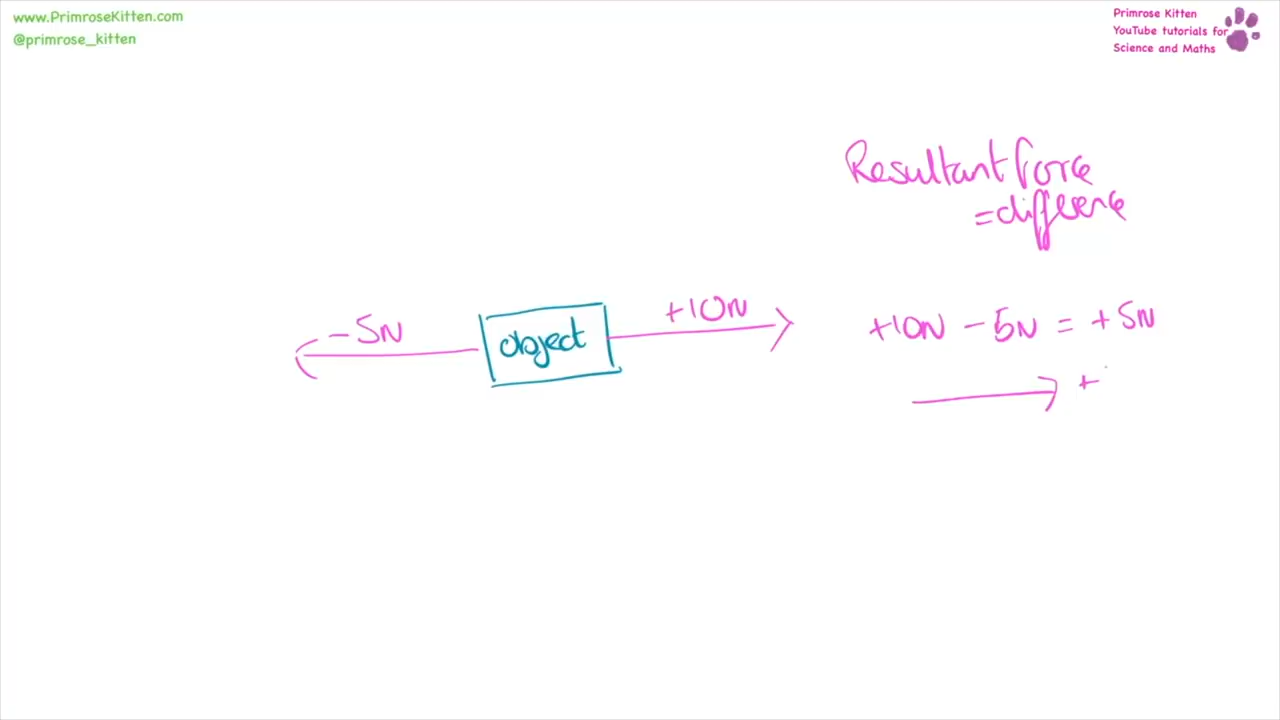 www.PrimroseKitten.com
@primrose_kitten
Primrose Kitten
YouTube tutorials for
Science and Maths
Resultant force
= difference
-5N
object
+10N
+10N - 5N = +5N
+